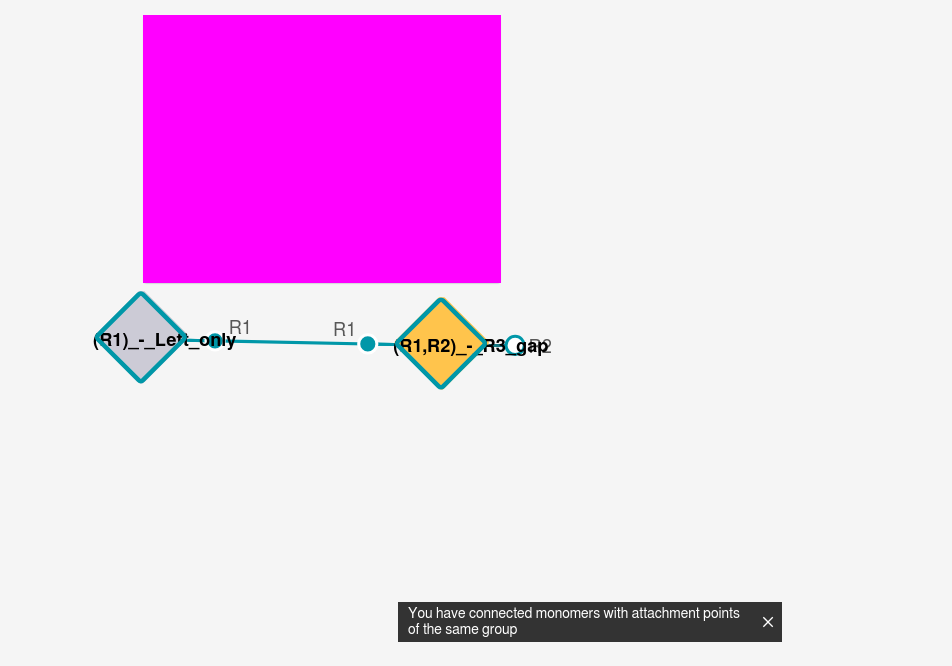 R1
R1
(R1)_-_Left_only
(R1,R2)_-_R3_gap
R2
You have connected monomers with attachment points
of the same group